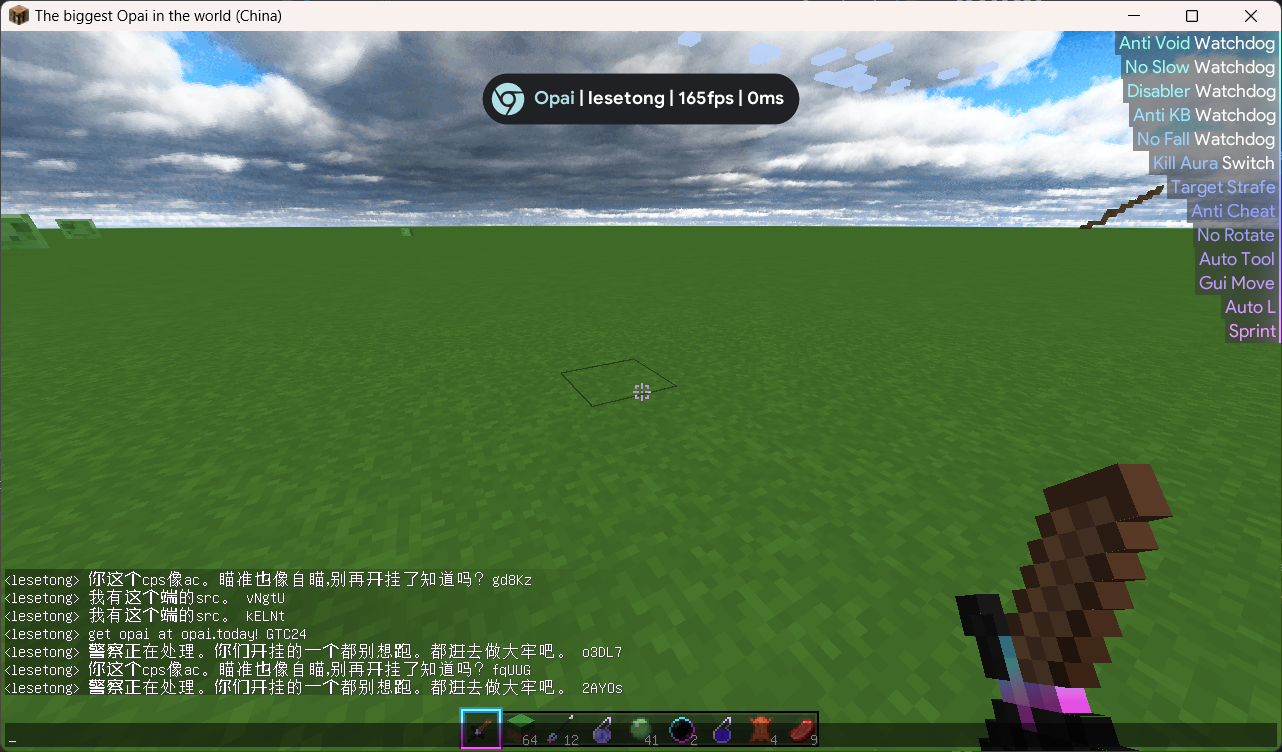 The biggest Opai in the world (China)
Anti Void Watchdog
No Slow Watchdog
Disabler Watchdog
Opai | lesetong | 165fps | 0ms
Anti KB Watchdog
No Fall Watchdog
Kill Aura Switch
Target Strafe
Anti Cheat
No Rotate
Auto Tool
Gui Move
Auto L
Sprint
<lesetong> 你这个cps像ac。瞄准也像自瞄,别再开挂了知道吗? gd8Kz
<lesetong> 我有这个端的src。 vNgtU
<lesetong> 我有这个端的src。 kELNt
<lesetong> get opai at opai.today! GTC24
<lesetong> 警察正在处理。你们开挂的一个都别想跑。都逛去做大牢吧。 o3DL7
<lesetong> 你这个cps像ac。瞄准也像自瞄,别再开挂了知道吗? fqUUG
<lesetong> 警察正在处理。你们开挂的一个都别想跑。都逛去做大牢吧。 2AYOs
64 12 41 2 4 9
_